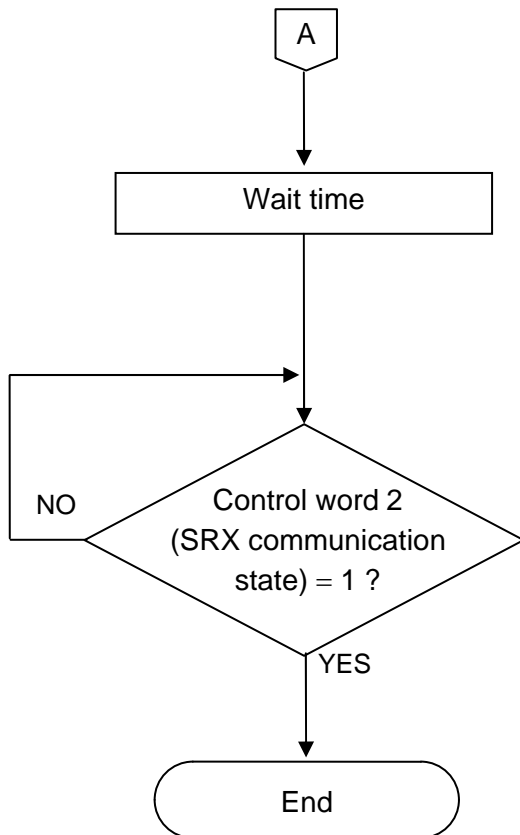 A
Wait time
NO
Control word 2
(SRX communication
state) = 1 ?
YES
End